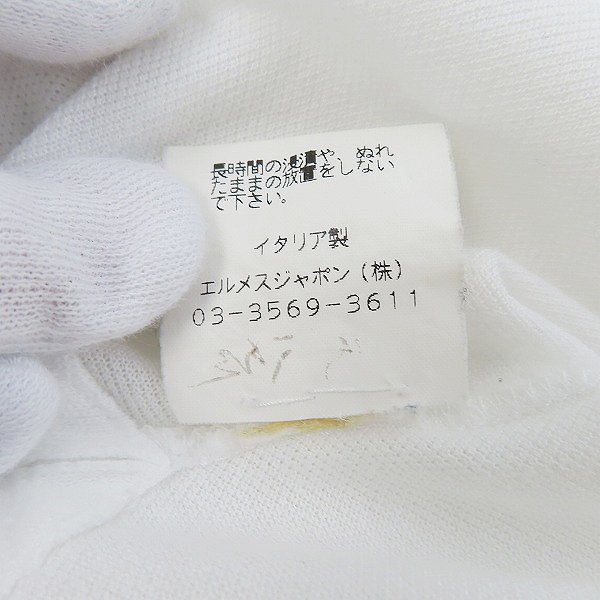 長時間の浸漬や ぬれ
たままの放置をしない
で下さい。
イタリア製
エルメスジャポン(株)
03-3569-3611